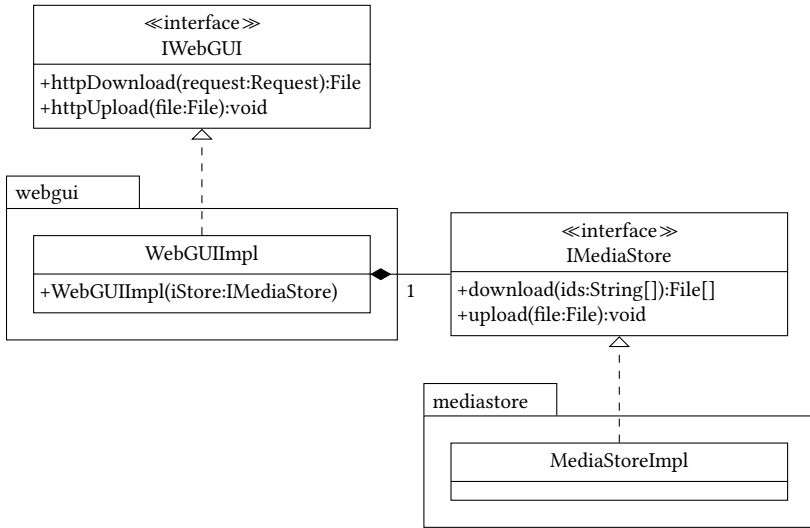 ≪interface≫
IWebGUI
+httpDownload(request:Request):File
+httpUpload(file:File):void
webgui
WebGUIImpl
+WebGUIImpl(iStore:IMediaStore)
1
≪interface≫
IMediaStore
+download(ids:String[]):File[]
+upload(file:File):void
mediastore
MediaStoreImpl